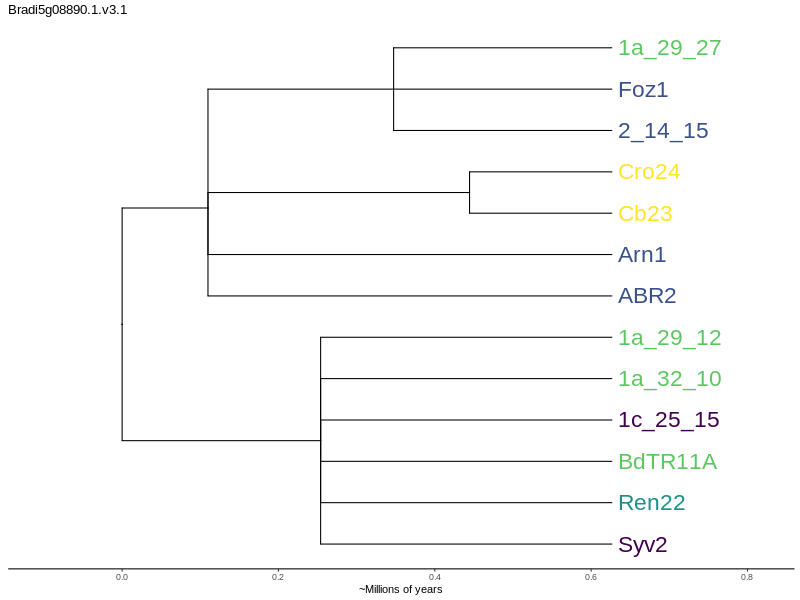 Bradi5g08890.1.v3.1
1a_29_27
Foz1
2_14_15
Cro24
Cb23
Arn1
ABR2
1a_29_12
1a_32_10
1c_25_15
BdTR11A
Ren22
Syv2
0.0 0.2 0.4 0.6 0.8
~Millions of years